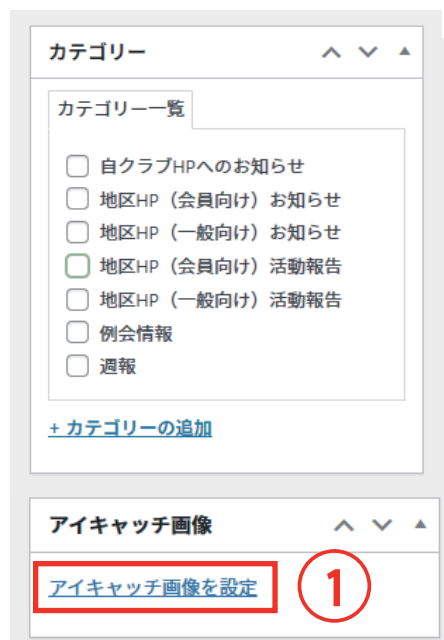 カテゴリー
カテゴリー一覧
自クラブHPへのお知らせ
地区HP（会員向け）お知らせ
地区HP（一般向け）お知らせ
地区HP（会員向け）活動報告
地区HP（一般向け）活動報告
例会情報
週報
+ カテゴリーの追加
アイキャッチ画像
アイキャッチ画像を設定 ①